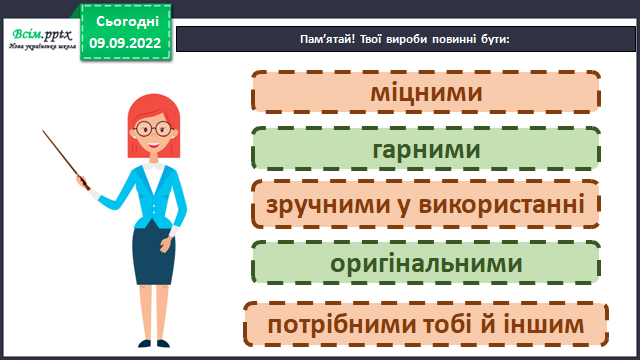 Всім.pptx
Нова українська школа
Сьогодні
09.09.2022
Пам’ятай! Твої вироби повинні бути:
міцними
гарними
зручними у використанні
оригінальними
потрібними тобі й іншим